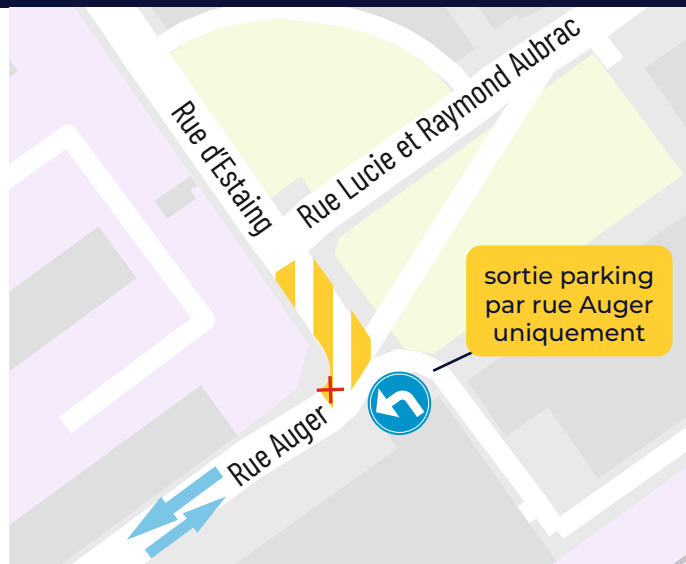 Rue d'Estaing
Rue Lucie et Raymond Aubrac
sortie parking
par rue Auger
uniquement
Rue Auger